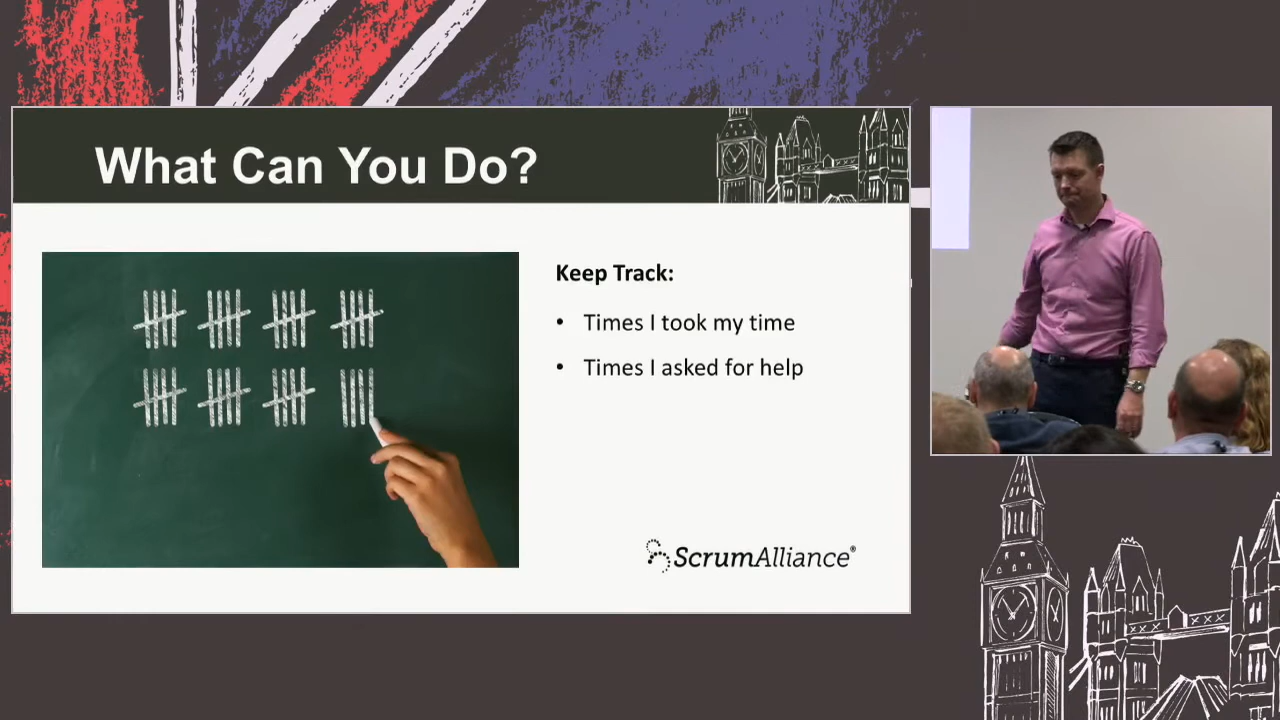 What Can You Do?
Keep Track:
• Times I took my time
• Times I asked for help
ScrumAlliance®